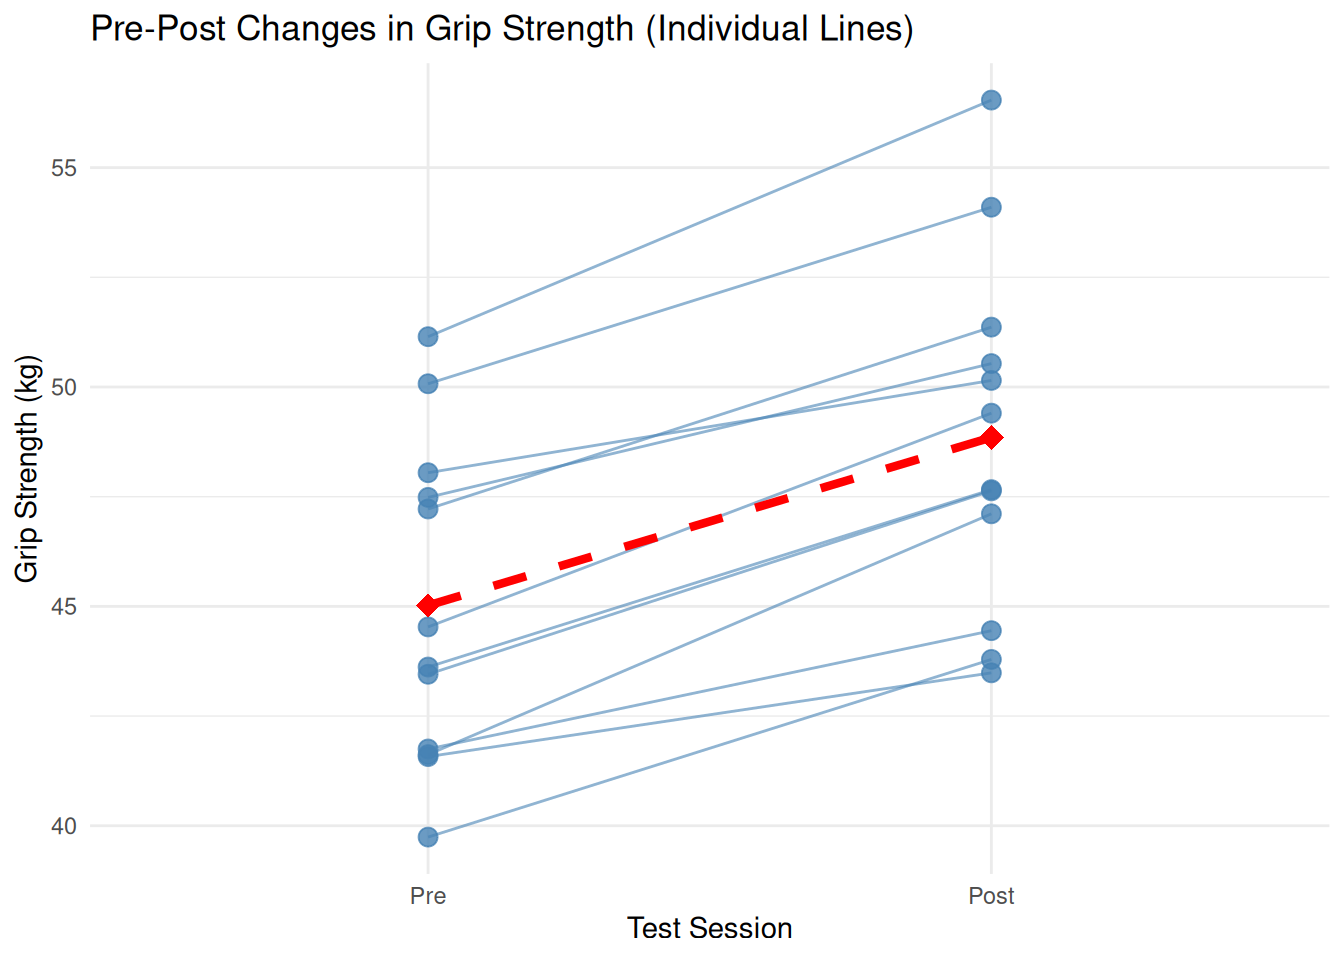 Pre-Post Changes in Grip Strength (Individual Lines)
55
50
45
40
Grip Strength (kg)
Pre
Post
Test Session